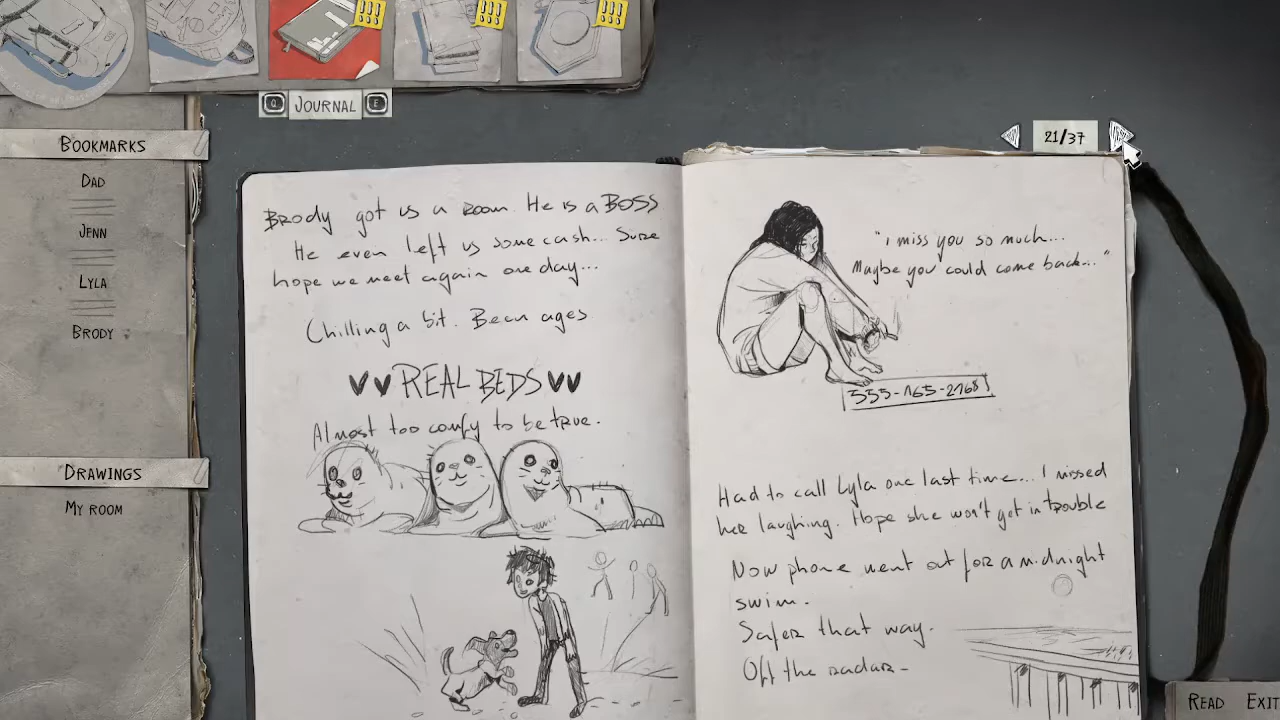 !!! !!! !!!
Q JOURNAL E
BOOKMARKS
DAD
JENN
LYLA
BRODY
DRAWINGS
MY ROOM
21/37
BRODY got us a room. HE IS A BOSS
He even left us some cash... Sure
hope we meet again one day...
Chilling a bit. Been ages
REAL BEDS
Almost too comfy to be true.
"I miss you so much...
Maybe you could come back..."
555-165-2768
Had to call Lyla one last time... I missed
her laughing. Hope she won't get in trouble
Now phone went out for a midnight
swim.
Safer that way.
Off the radar-
READ EXIT